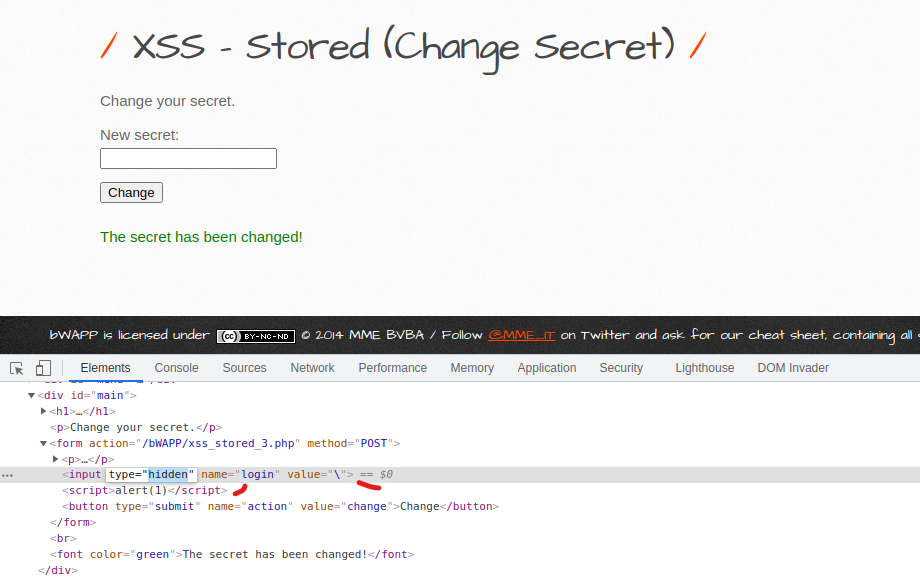 / XSS - Stored (Change Secret) /
Change your secret.
New secret:
Change
The secret has been changed!
bWAPP is licensed under (cc) BY-NC-ND © 2014 MME BVBA / Follow @MME_IT on Twitter and ask for our cheat sheet, containing all
Elements Console Sources Network Performance Memory Application Security Lighthouse DOM Invader
<div id="main">
<h1>…</h1>
<p>Change your secret.</p>
<form action="/bWAPP/xss_stored_3.php" method="POST">
<p>…</p>
… <input type="hidden" name="login" value="\"> == $0
<script>alert(1)</script>
<button type="submit" name="action" value="change">Change</button>
</form>
<br>
<font color="green">The secret has been changed!</font>
</div>